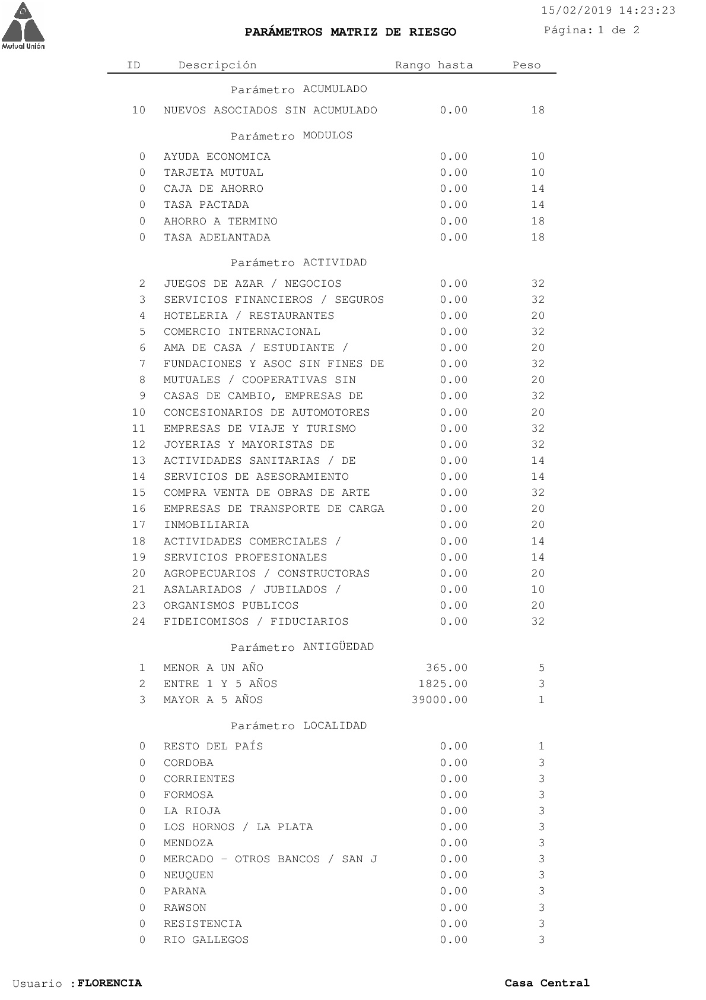 15/02/2019 14:23:23
PARÁMETROS MATRIZ DE RIESGO
Página: 1 de 2
Mutual Unión
ID Descripción Rango hasta Peso
Parámetro ACUMULADO
10 NUEVOS ASOCIADOS SIN ACUMULADO 0.00 18
Parámetro MODULOS
0 AYUDA ECONOMICA 0.00 10
0 TARJETA MUTUAL 0.00 10
0 CAJA DE AHORRO 0.00 14
0 TASA PACTADA 0.00 14
0 AHORRO A TERMINO 0.00 18
0 TASA ADELANTADA 0.00 18
Parámetro ACTIVIDAD
2 JUEGOS DE AZAR / NEGOCIOS 0.00 32
3 SERVICIOS FINANCIEROS / SEGUROS 0.00 32
4 HOTELERIA / RESTAURANTES 0.00 20
5 COMERCIO INTERNACIONAL 0.00 32
6 AMA DE CASA / ESTUDIANTE / 0.00 20
7 FUNDACIONES Y ASOC SIN FINES DE 0.00 32
8 MUTUALES / COOPERATIVAS SIN 0.00 20
9 CASAS DE CAMBIO, EMPRESAS DE 0.00 32
10 CONCESIONARIOS DE AUTOMOTORES 0.00 20
11 EMPRESAS DE VIAJE Y TURISMO 0.00 32
12 JOYERIAS Y MAYORISTAS DE 0.00 32
13 ACTIVIDADES SANITARIAS / DE 0.00 14
14 SERVICIOS DE ASESORAMIENTO 0.00 14
15 COMPRA VENTA DE OBRAS DE ARTE 0.00 32
16 EMPRESAS DE TRANSPORTE DE CARGA 0.00 20
17 INMOBILIARIA 0.00 20
18 ACTIVIDADES COMERCIALES / 0.00 14
19 SERVICIOS PROFESIONALES 0.00 14
20 AGROPECUARIOS / CONSTRUCTORAS 0.00 20
21 ASALARIADOS / JUBILADOS / 0.00 10
23 ORGANISMOS PUBLICOS 0.00 20
24 FIDEICOMISOS / FIDUCIARIOS 0.00 32
Parámetro ANTIGÜEDAD
1 MENOR A UN AÑO 365.00 5
2 ENTRE 1 Y 5 AÑOS 1825.00 3
3 MAYOR A 5 AÑOS 39000.00 1
Parámetro LOCALIDAD
0 RESTO DEL PAÍS 0.00 1
0 CORDOBA 0.00 3
0 CORRIENTES 0.00 3
0 FORMOSA 0.00 3
0 LA RIOJA 0.00 3
0 LOS HORNOS / LA PLATA 0.00 3
0 MENDOZA 0.00 3
0 MERCADO - OTROS BANCOS / SAN J 0.00 3
0 NEUQUEN 0.00 3
0 PARANA 0.00 3
0 RAWSON 0.00 3
0 RESISTENCIA 0.00 3
0 RIO GALLEGOS 0.00 3
Usuario : FLORENCIA Casa Central